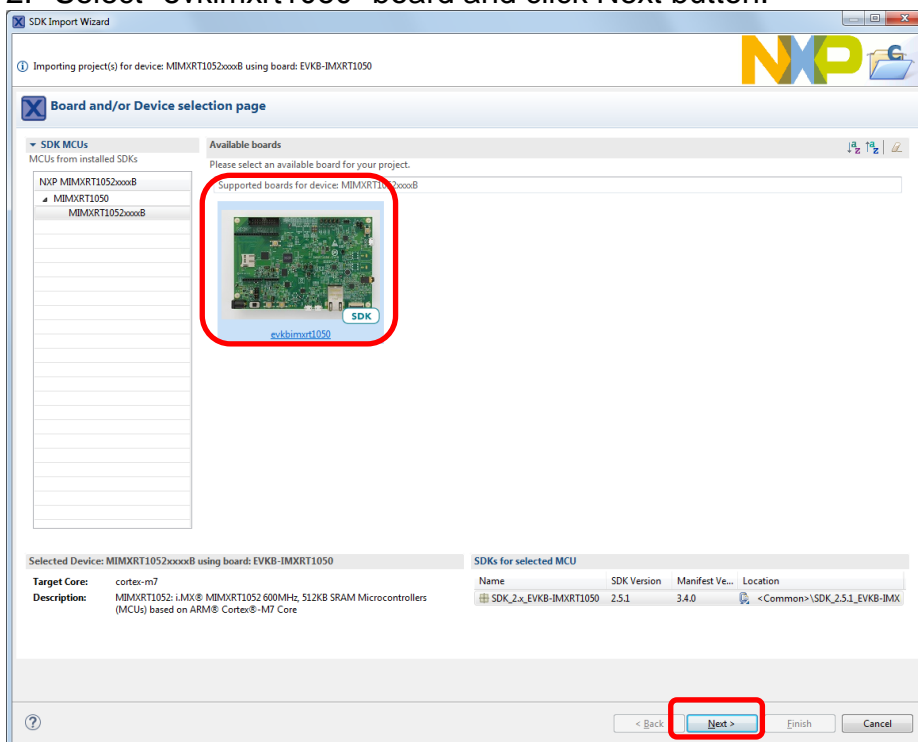 2. Select "evkimxrt1050" board and click Next button.
SDK Import Wizard
Importing project(s) for device: MIMXRT1052xxxxB using board: EVKB-IMXRT1050
NXP
Board and/or Device selection page
SDK MCUs
MCUs from installed SDKs
NXP MIMXRT1052xxxxB
MIMXRT1050
MIMXRT1052xxxxB
Available boards
Please select an available board for your project.
Supported boards for device: MIMXRT1052xxxxB
SDK
evkbimxrt1050
Selected Device: MIMXRT1052xxxxB using board: EVKB-IMXRT1050
Target Core: cortex-m7
Description: MIMXRT1052: i.MX® MIMXRT1052 600MHz, 512KB SRAM Microcontrollers
(MCUs) based on ARM® Cortex®-M7 Core
SDKs for selected MCU
Name SDK Version Manifest Ve... Location
SDK_2.x_EVKB-IMXRT1050 2.5.1 3.4.0 <Common>\SDK_2.5.1_EVKB-IMX
< Back Next > Finish Cancel